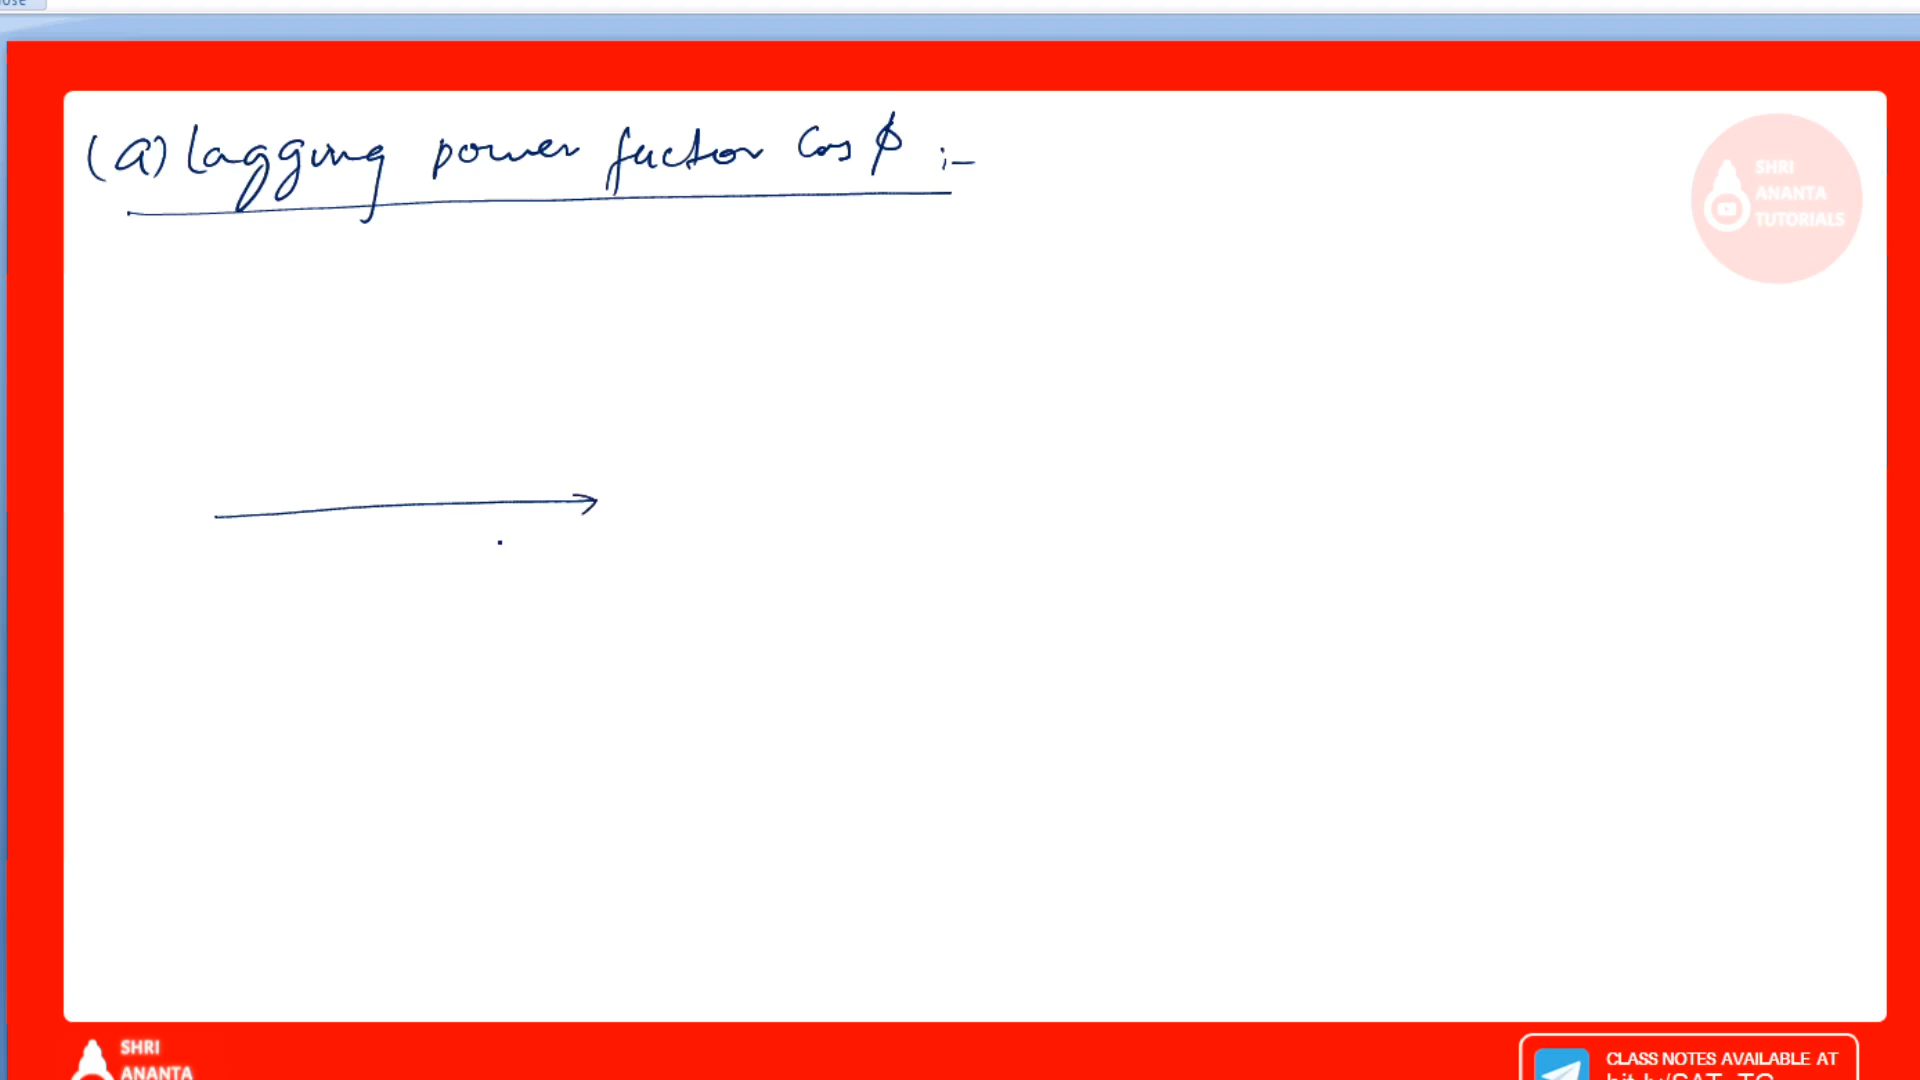 (a) Lagging power factor Cos ϕ :-
SHRI
ANANTA
TUTORIALS
SHRI
ANANTA
CLASS NOTES AVAILABLE AT